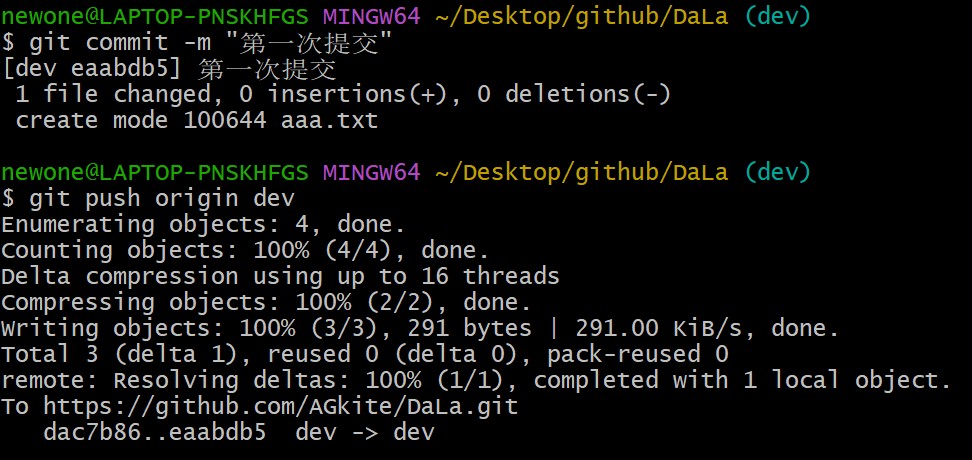 newone@LAPTOP-PNSKHFGS MINGW64 ~/Desktop/github/DaLa (dev)
$ git commit -m "第一次提交"
[dev eaabdb5] 第一次提交
 1 file changed, 0 insertions(+), 0 deletions(-)
 create mode 100644 aaa.txt

newone@LAPTOP-PNSKHFGS MINGW64 ~/Desktop/github/DaLa (dev)
$ git push origin dev
Enumerating objects: 4, done.
Counting objects: 100% (4/4), done.
Delta compression using up to 16 threads
Compressing objects: 100% (2/2), done.
Writing objects: 100% (3/3), 291 bytes | 291.00 KiB/s, done.
Total 3 (delta 1), reused 0 (delta 0), pack-reused 0
remote: Resolving deltas: 100% (1/1), completed with 1 local object.
To https://github.com/AGkite/DaLa.git
   dac7b86..eaabdb5  dev -> dev